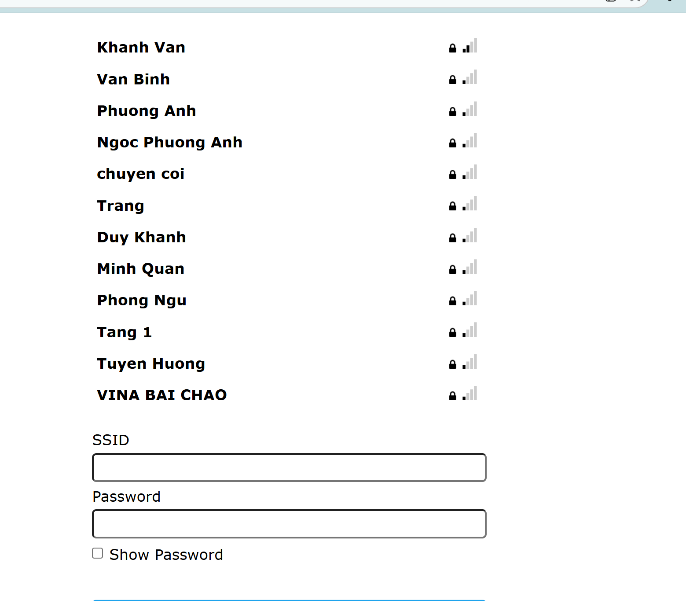 Khanh Van
Van Binh
Phuong Anh
Ngoc Phuong Anh
chuyen coi
Trang
Duy Khanh
Minh Quan
Phong Ngu
Tang 1
Tuyen Huong
VINA BAI CHAO
SSID
Password
Show Password